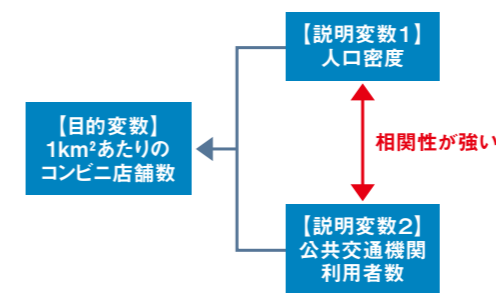 【説明変数1】
人口密度
【目的変数】
1km²あたりの
コンビニ店舗数
相関性が強い
【説明変数2】
公共交通機関
利用者数